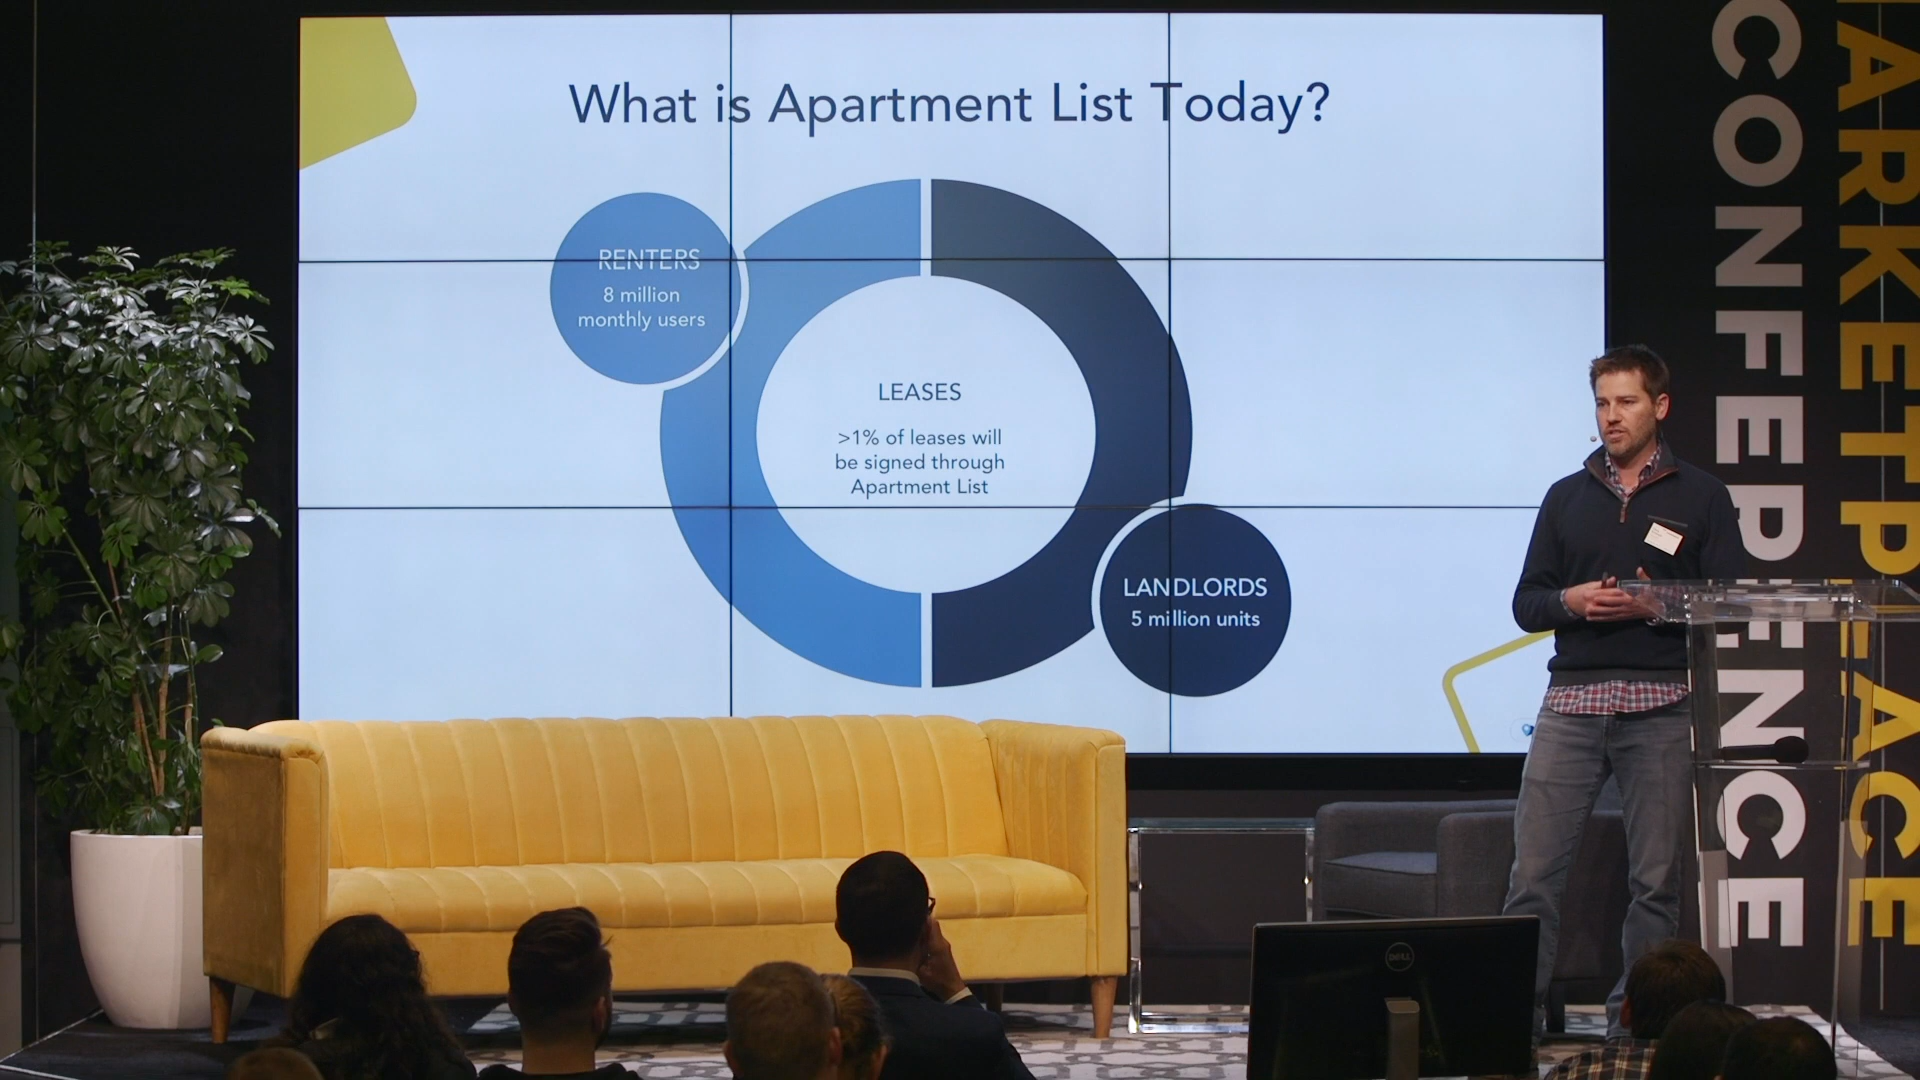 What is Apartment List Today?
RENTERS
8 million
monthly users
LEASES
>1% of leases will
be signed through
Apartment List
LANDLORDS
5 million units
MARKETPLACE
CONFERENCE
DELL